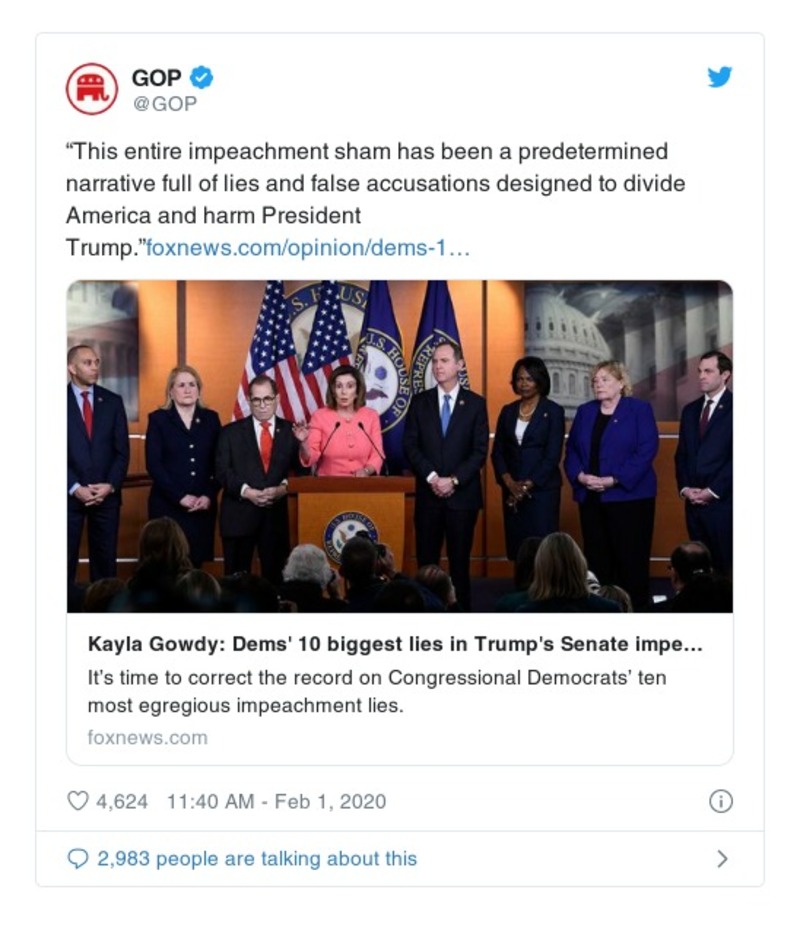 GOP
@GOP
“This entire impeachment sham has been a predetermined
narrative full of lies and false accusations designed to divide
America and harm President
Trump.”foxnews.com/opinion/dems-1…
U.S. HOUSE OF
REPRE
Kayla Gowdy: Dems' 10 biggest lies in Trump's Senate impe...
It’s time to correct the record on Congressional Democrats’ ten
most egregious impeachment lies.
foxnews.com
4,624 11:40 AM - Feb 1, 2020
2,983 people are talking about this